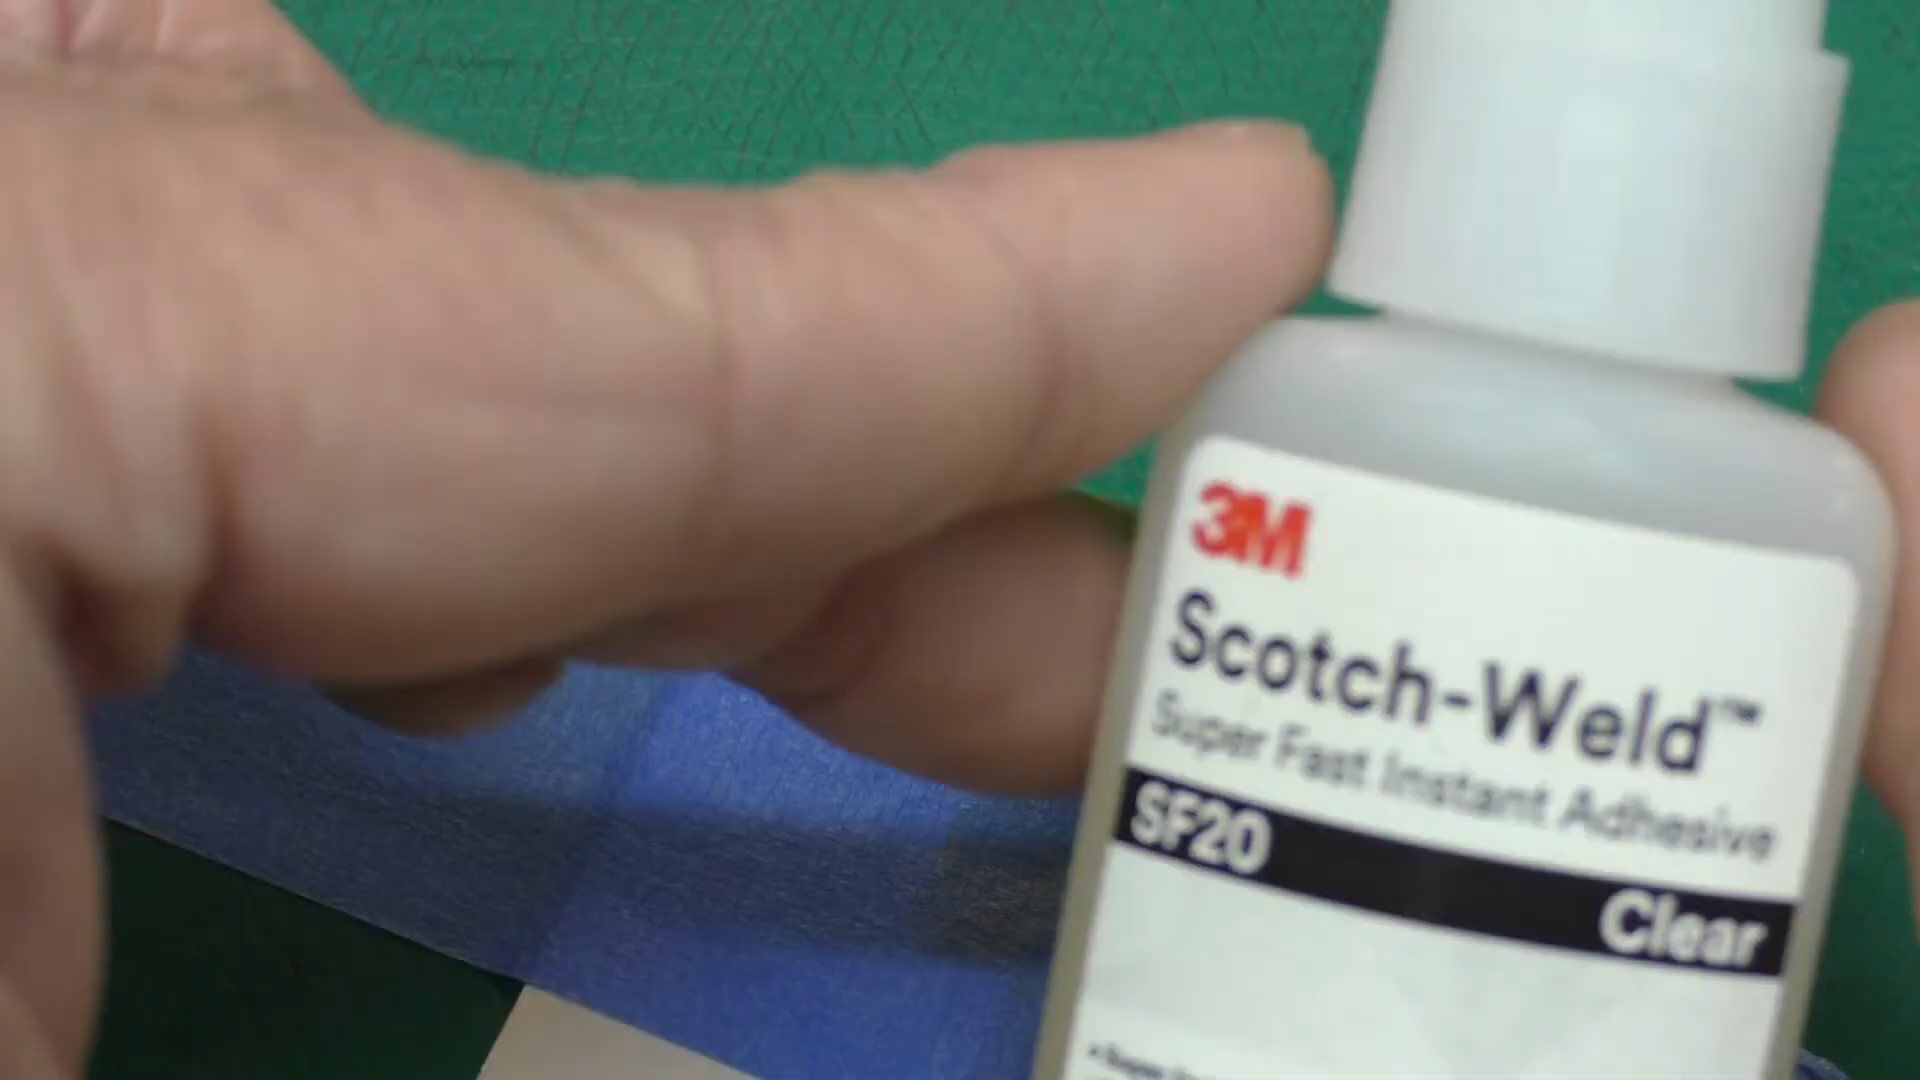 3M
Scotch-Weld™
Super Fast Instant Adhesive
SF20
Clear